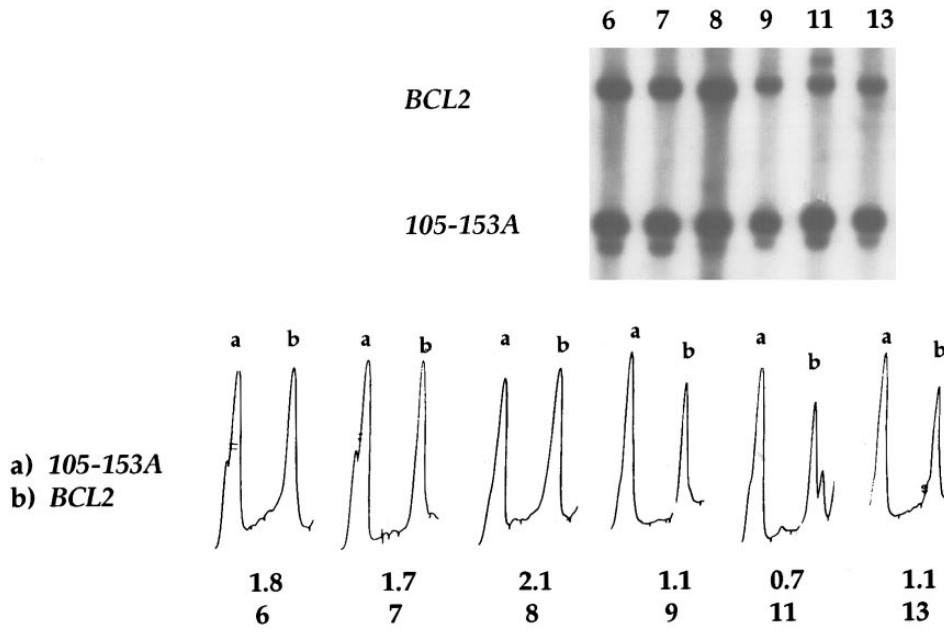 6 7 8 9 11 13
BCL2
105-153A
a b a b a b a b a b a b
a) 105-153A
b) BCL2
1.8 1.7 2.1 1.1 0.7 1.1
6 7 8 9 11 13